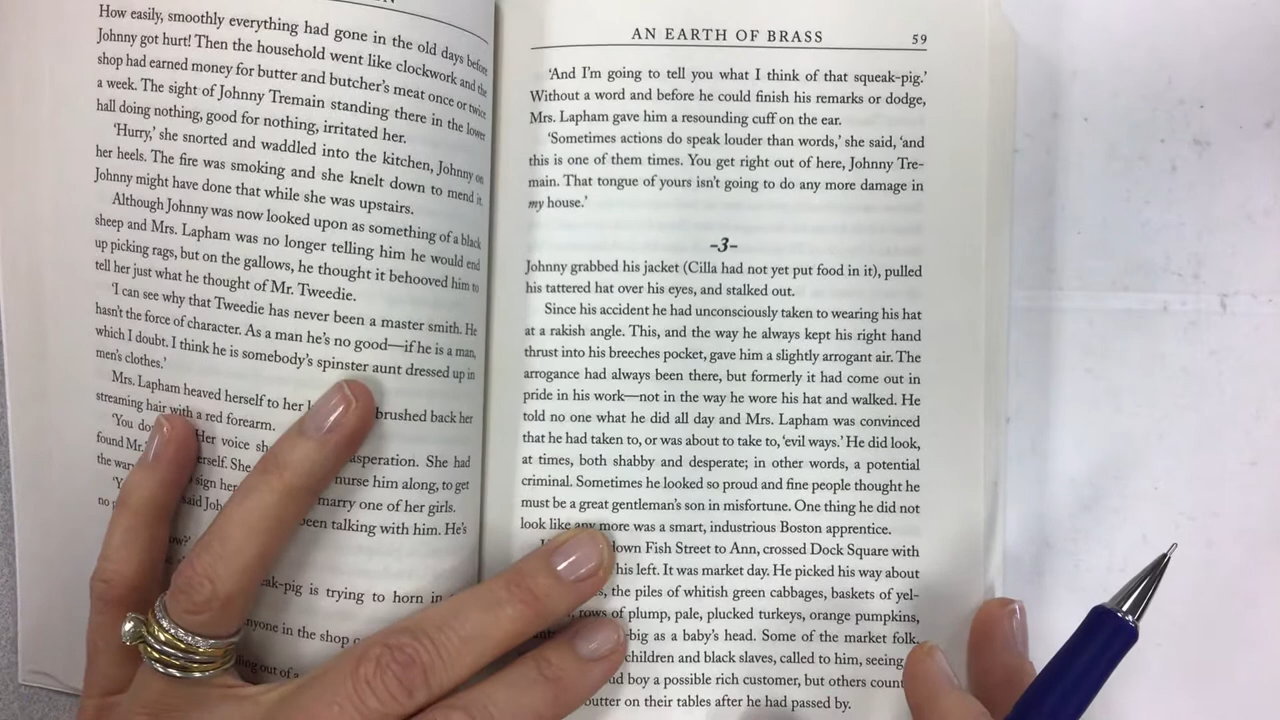 How easily, smoothly everything had gone in the old days before
Johnny got hurt! Then the household went like clockwork and the
shop had earned money for butter and butcher's meat once or twice
a week. The sight of Johnny Tremain standing there in the lower
hall doing nothing, good for nothing, irritated her.
'Hurry,' she snorted and waddled into the kitchen, Johnny on
her heels. The fire was smoking and she knelt down to mend it.
Johnny might have done that while she was upstairs.
Although Johnny was now looked upon as something of a black
sheep and Mrs. Lapham was no longer telling him he would end
up picking rags, but on the gallows, he thought it behooved him to
tell her just what he thought of Mr. Tweedie.
'I can see why that Tweedie has never been a master smith. He
hasn't the force of character. As a man he's no good—if he is a man,
which I doubt. I think he is somebody's spinster aunt dressed up in
men's clothes.'
Mrs. Lapham heaved herself to her brushed back her
streaming hair with a red forearm.
'You Her voice asperation. She had
found Mr. erself. She nurse him along, to get
the sign her marry one of her girls.
said been talking with him. He's
no
ow?'
ak-pig is trying to horn in
nyone in the shop
ling out of a
AN EARTH OF BRASS 59
'And I'm going to tell you what I think of that squeak-pig.'
Without a word and before he could finish his remarks or dodge,
Mrs. Lapham gave him a resounding cuff on the ear.
'Sometimes actions do speak louder than words,' she said, 'and
this is one of them times. You get right out of here, Johnny Tre-
main. That tongue of yours isn't going to do any more damage in
my house.'
-3-
Johnny grabbed his jacket (Cilla had not yet put food in it), pulled
his tattered hat over his eyes, and stalked out.
Since his accident he had unconsciously taken to wearing his hat
at a rakish angle. This, and the way he always kept his right hand
thrust into his breeches pocket, gave him a slightly arrogant air. The
arrogance had always been there, but formerly it had come out in
pride in his work—not in the way he wore his hat and walked. He
told no one what he did all day and Mrs. Lapham was convinced
that he had taken to, or was about to take to, 'evil ways.' He did look,
at times, both shabby and desperate; in other words, a potential
criminal. Sometimes he looked so proud and fine people thought he
must be a great gentleman's son in misfortune. One thing he did not
look like any more was a smart, industrious Boston apprentice.
down Fish Street to Ann, crossed Dock Square with
his left. It was market day. He picked his way about
the piles of whitish green cabbages, baskets of yel-
rows of plump, pale, plucked turkeys, orange pumpkins,
big as a baby's head. Some of the market folk,
children and black slaves, called to him, seeing
boy a possible rich customer, but others
butter on their tables after he had passed by.